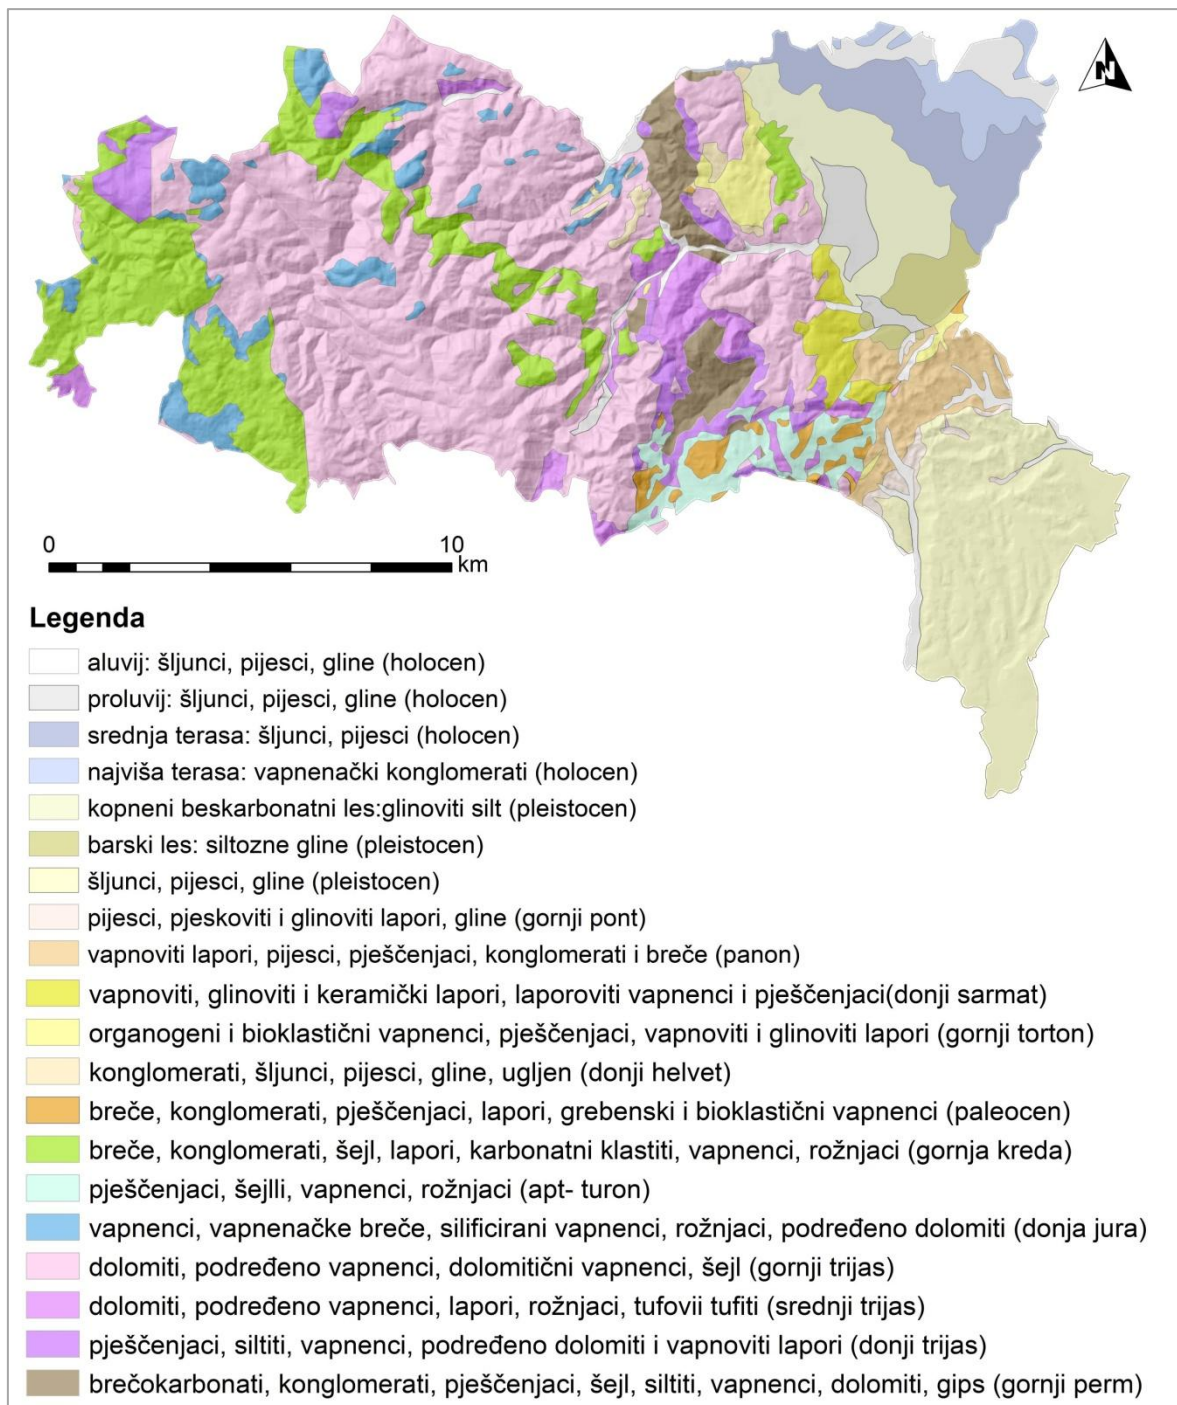 N
0 10
km
Legenda
aluvij: šljunci, pijesci, gline (holocen)
proluvij: šljunci, pijesci, gline (holocen)
srednja terasa: šljunci, pijesci (holocen)
najviša terasa: vapnenački konglomerati (holocen)
kopneni beskarbonatni les:glinoviti silt (pleistocen)
barski les: siltozne gline (pleistocen)
šljunci, pijesci, gline (pleistocen)
pijesci, pjeskoviti i glinoviti lapori, gline (gornji pont)
vapnoviti lapori, pijesci, pješčenjaci, konglomerati i breče (panon)
vapnoviti, glinoviti i keramički lapori, laporoviti vapnenci i pješčenjaci(donji sarmat)
organogeni i bioklastični vapnenci, pješčenjaci, vapnoviti i glinoviti lapori (gornji torton)
konglomerati, šljunci, pijesci, gline, ugljen (donji helvet)
breče, konglomerati, pješčenjaci, lapori, grebenski i bioklastični vapnenci (paleocen)
breče, konglomerati, šejl, lapori, karbonatni klastiti, vapnenci, rožnjaci (gornja kreda)
pješčenjaci, šejlli, vapnenci, rožnjaci (apt- turon)
vapnenci, vapnenačke breče, silificirani vapnenci, rožnjaci, podređeno dolomiti (donja jura)
dolomiti, podređeno vapnenci, dolomitični vapnenci, šejl (gornji trijas)
dolomiti, podređeno vapnenci, lapori, rožnjaci, tufovii tufiti (srednji trijas)
pješčenjaci, siltiti, vapnenci, podređeno dolomiti i vapnoviti lapori (donji trijas)
brečokarbonati, konglomerati, pješčenjaci, šejl, siltiti, vapnenci, dolomiti, gips (gornji perm)